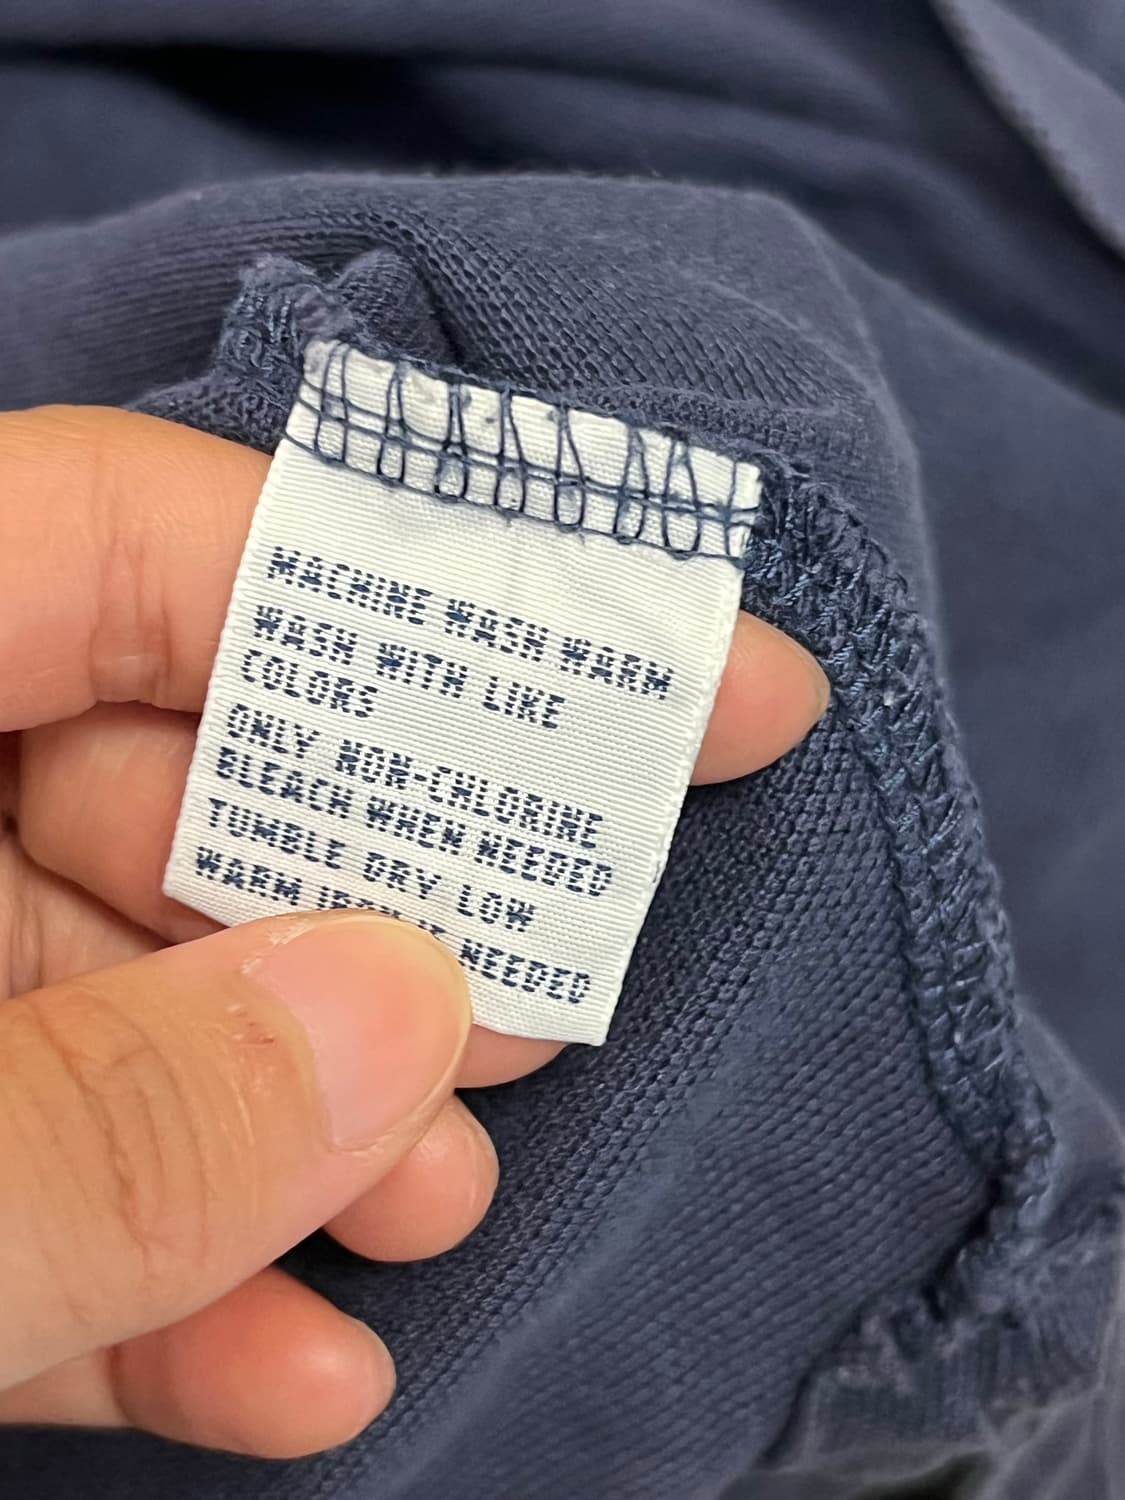 MACHINE WASH WARM
WASH WITH LIKE
COLORS
ONLY NON-CHLORINE
BLEACH WHEN NEEDED
TUMBLE DRY LOW
WARM NEEDED